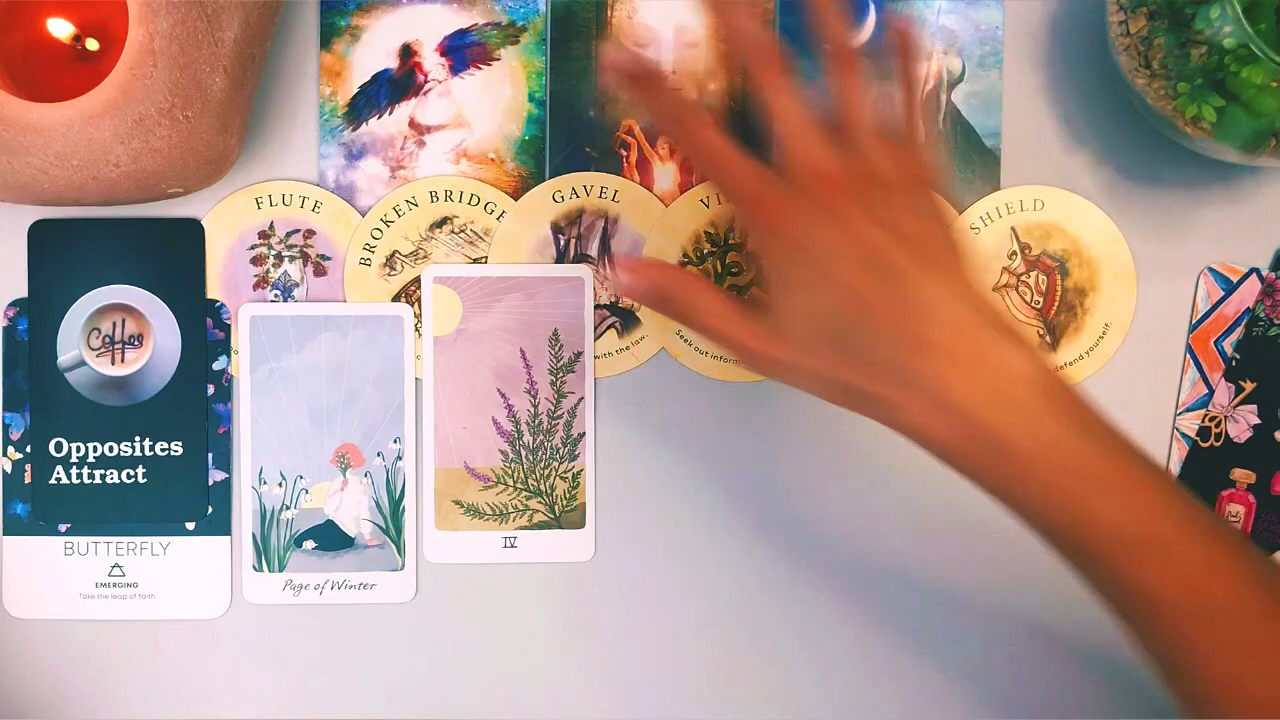 FLUTE
BROKEN BRIDGE
GAVEL
SHIELD
with the law.
Seek out
defend yourself.
Coffee
Opposites
Attract
BUTTERFLY
EMERGING
Take the leap of faith
Page of Winter
IV